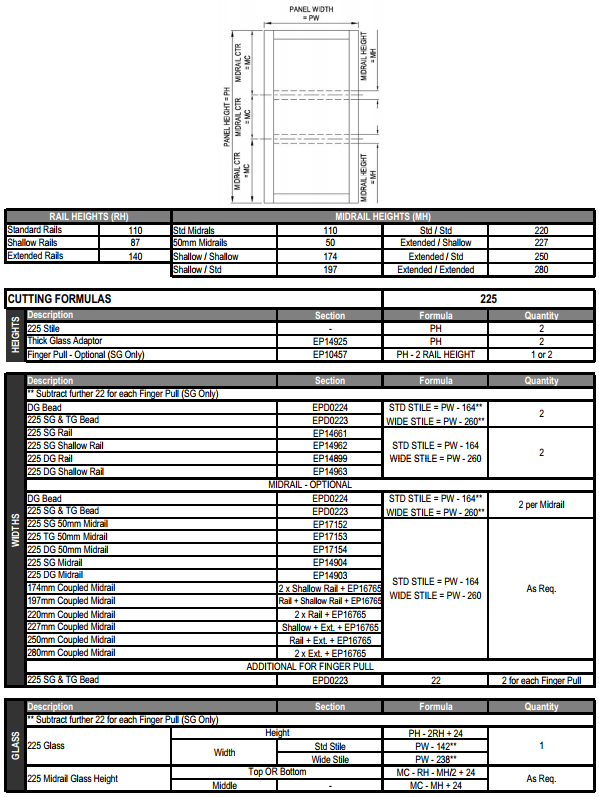 PANEL WIDTH
= PW
PANEL HEIGHT = PH
MIDRAIL CTR
= MC
MIDRAIL CTR
= MC
MIDRAIL CTR
= MC
MIDRAIL HEIGHT
= MH
MIDRAIL HEIGHT
= MH
RAIL HEIGHTS (RH) MIDRAIL HEIGHTS (MH)
Standard Rails 110 Std Midrals 110 Std / Std 220
Shallow Rails 87 50mm Midrails 50 Extended / Shallow 227
Extended Rails 140 Shallow / Shallow 174 Extended / Std 250
Shallow / Std 197 Extended / Extended 280
CUTTING FORMULAS 225
HEIGHTS
Description Section Formula Quantity
225 Stile - PH 2
Thick Glass Adaptor EP14925 PH 2
Finger Pull - Optional (SG Only) EP10457 PH - 2 RAIL HEIGHT 1 or 2
WIDTHS
Description Section Formula Quantity
** Subtract further 22 for each Finger Pull (SG Only)
DG Bead EPD0224 STD STILE = PW - 164** 2
225 SG & TG Bead EPD0223 WIDE STILE = PW - 260**
225 SG Rail EP14661
225 SG Shallow Rail EP14962 STD STILE = PW - 164 2
225 DG Rail EP14899 WIDE STILE = PW - 260
225 DG Shallow Rail EP14963
MIDRAIL - OPTIONAL
DG Bead EPD0224 STD STILE = PW - 164** 2 per Midrail
225 SG & TG Bead EPD0223 WIDE STILE = PW - 260**
225 SG 50mm Midrail EP17152
225 TG 50mm Midrail EP17153
225 DG 50mm Midrail EP17154
225 SG Midrail EP14904
225 DG Midrail EP14903 STD STILE = PW - 164
174mm Coupled Midrail 2 x Shallow Rail + EP16765 WIDE STILE = PW - 260 As Req.
197mm Coupled Midrail Rail + Shallow Rail + EP16765
220mm Coupled Midrail 2 x Rail + EP16765
227mm Coupled Midrail Shallow + Ext. + EP16765
250mm Coupled Midrail Rail + Ext. + EP16765
280mm Coupled Midrail 2 x Ext. + EP16765
ADDITIONAL FOR FINGER PULL
225 SG & TG Bead EPD0223 22 2 for each Finger Pull
GLASS
Description Section Formula Quantity
** Subtract further 22 for each Finger Pull (SG Only)
225 Glass Height PH - 2RH + 24 1
Width Std Stile PW - 142**
Wide Stile PW - 238**
225 Midrail Glass Height Top OR Bottom MC - RH - MH/2 + 24 As Req.
Middle - MC - MH + 24